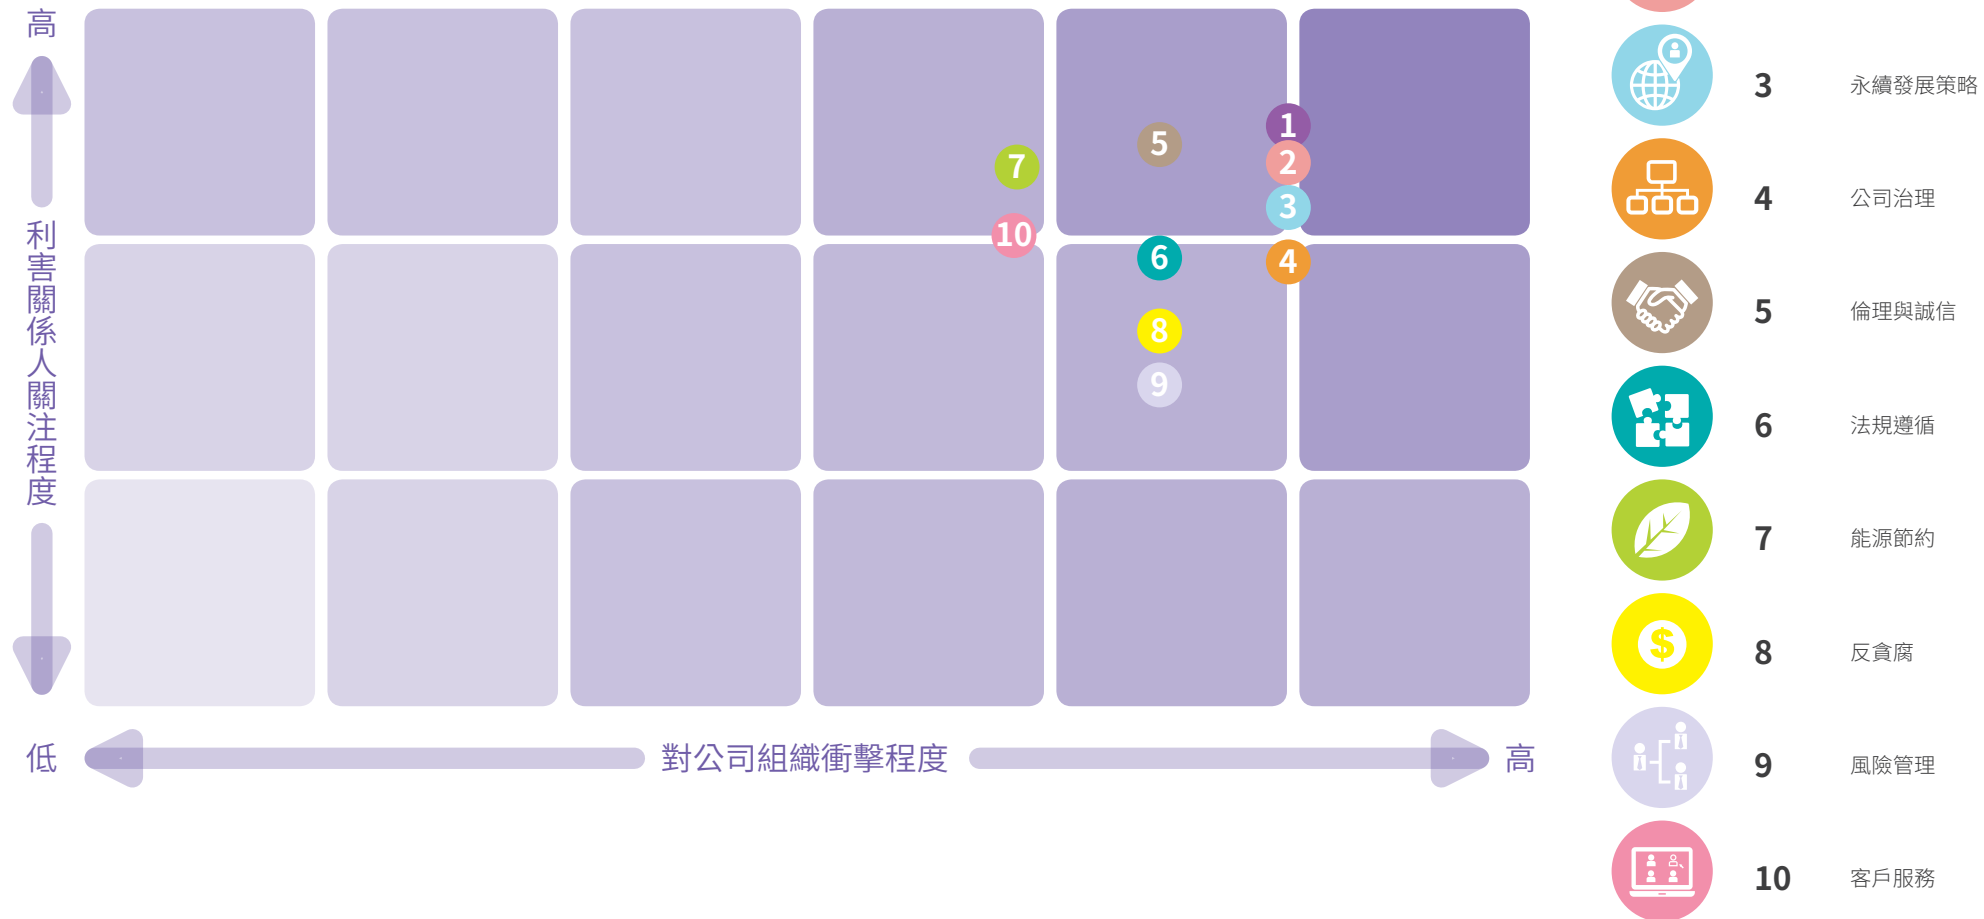 高
利害關係人關注程度
低
對公司組織衝擊程度
高
1
2
3
4
5
6
7
8
9
10
3 永續發展策略
4 公司治理
5 倫理與誠信
6 法規遵循
7 能源節約
$
8 反貪腐
9 風險管理
10 客戶服務